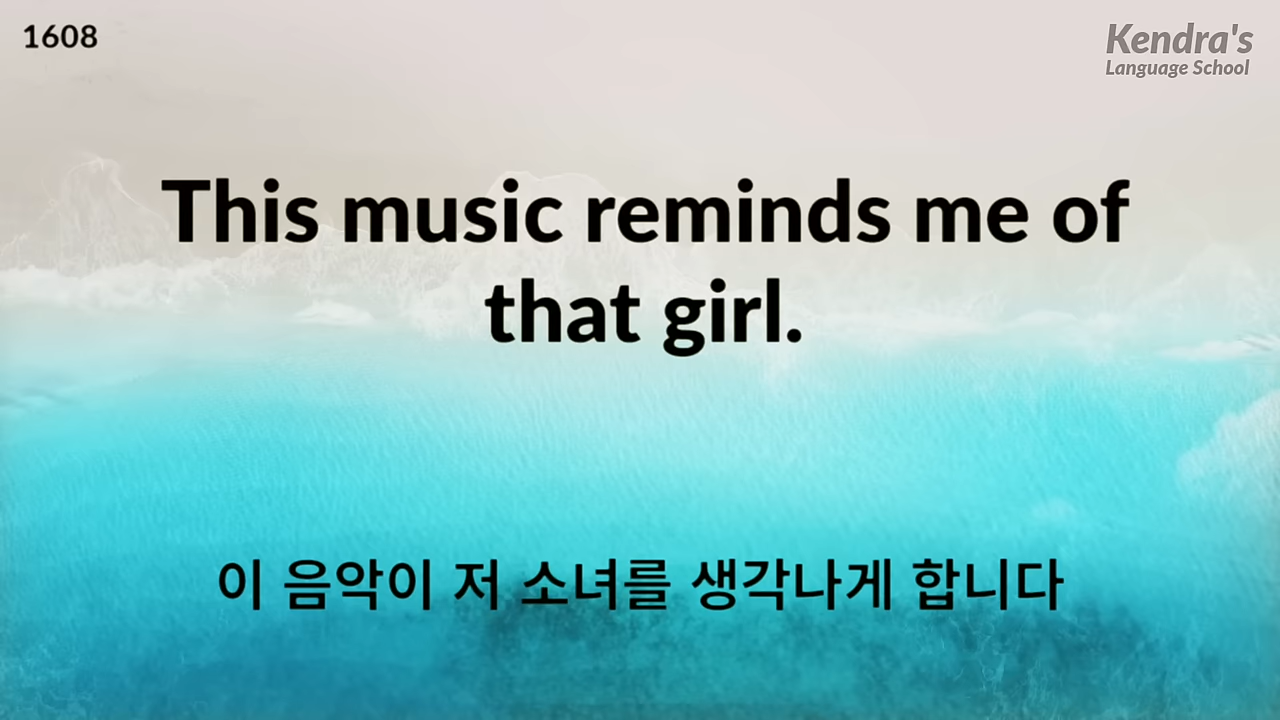 1608
Kendra's
Language School
This music reminds me of
that girl.
이 음악이 저 소녀를 생각나게 합니다